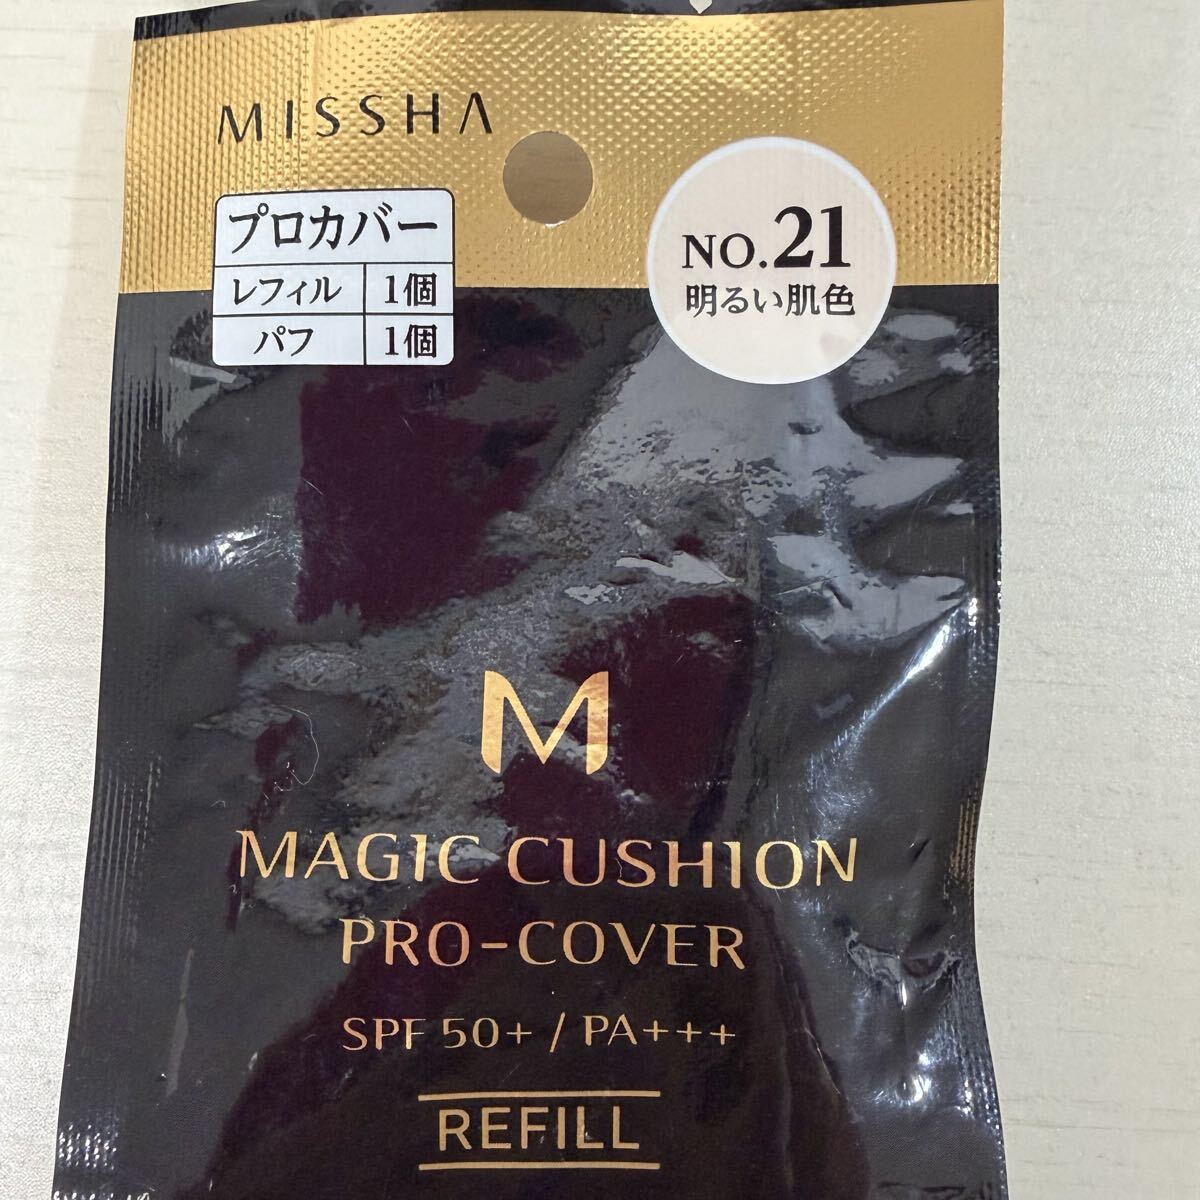 MISSHA
プロカバー
レフィル 1個
パフ 1個
NO.21
明るい肌色
M
MAGIC CUSHION
PRO-COVER
SPF 50+ / PA+++
REFILL